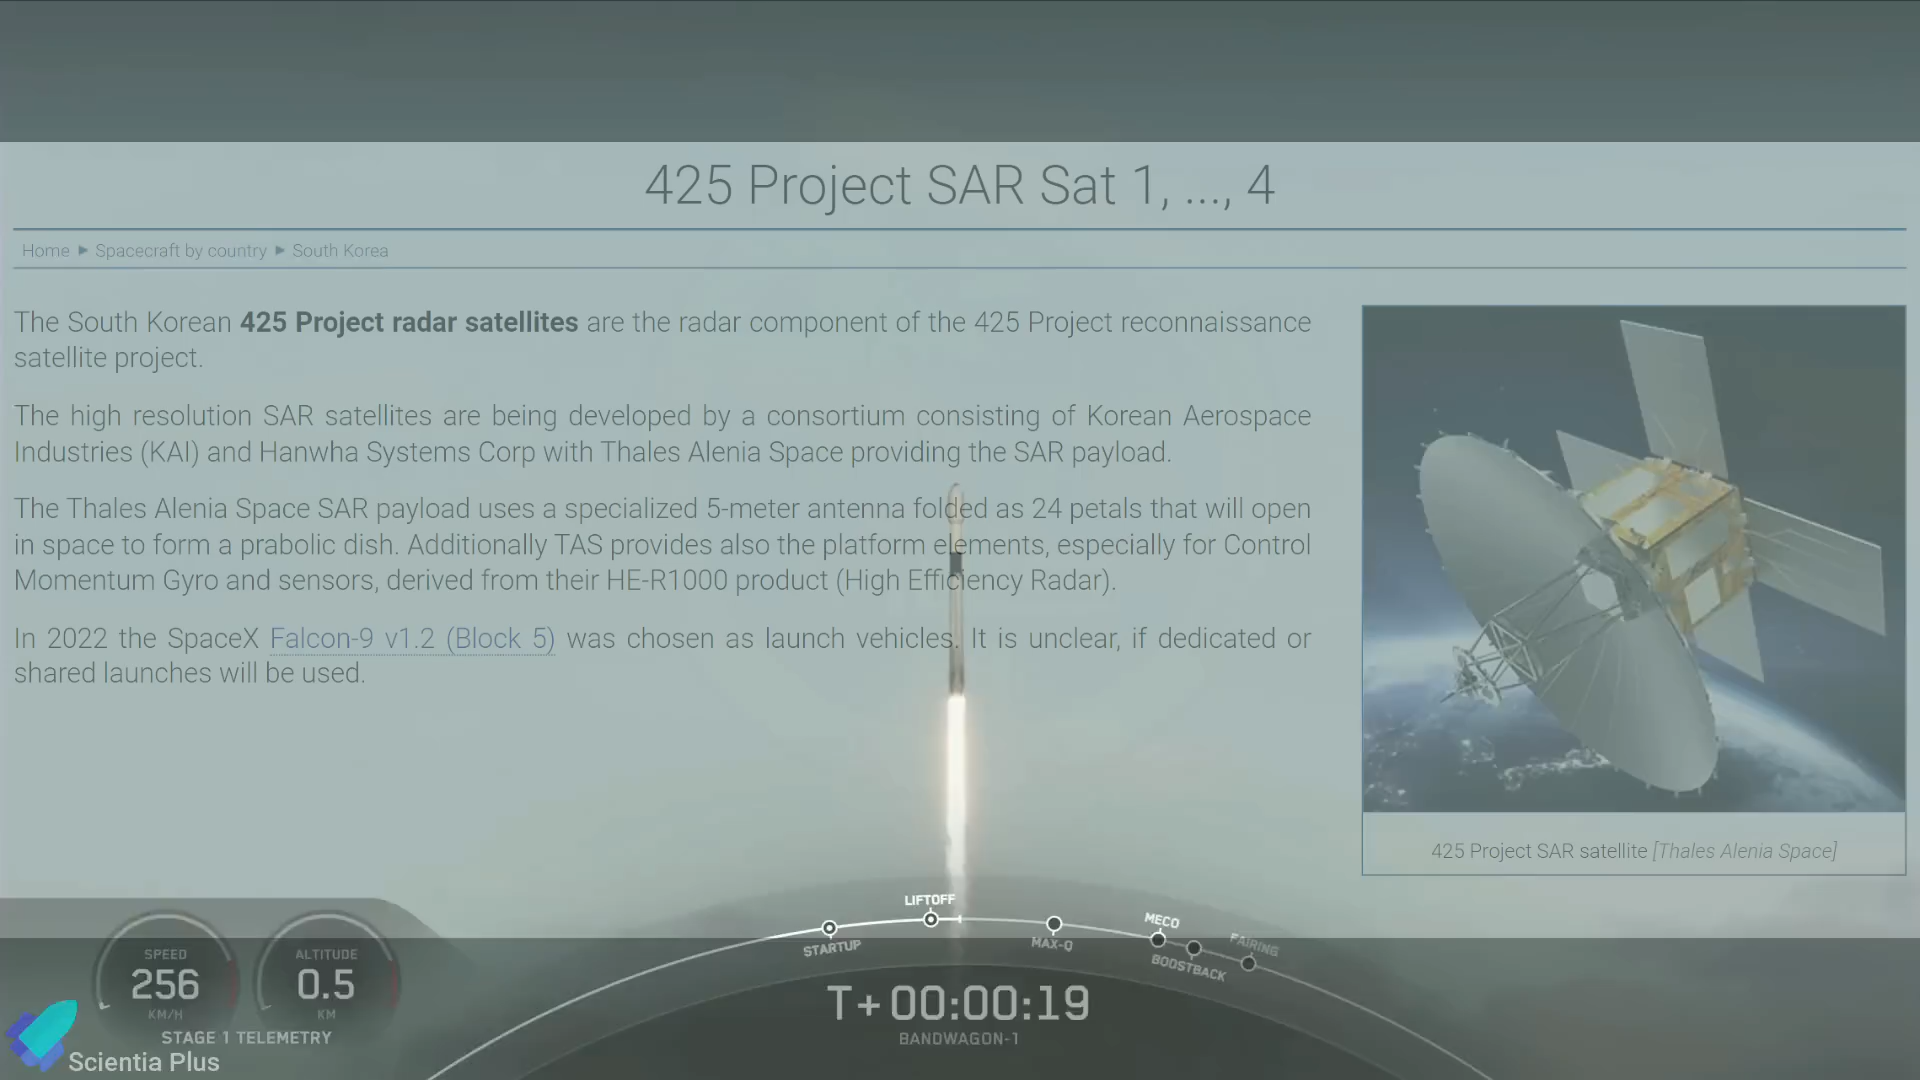 425 Project SAR Sat 1, ..., 4
Home ▸ Spacecraft by country ▸ South Korea
The South Korean 425 Project radar satellites are the radar component of the 425 Project reconnaissance
satellite project.
The high resolution SAR satellites are being developed by a consortium consisting of Korean Aerospace
Industries (KAI) and Hanwha Systems Corp with Thales Alenia Space providing the SAR payload.
The Thales Alenia Space SAR payload uses a specialized 5-meter antenna folded as 24 petals that will open
in space to form a prabolic dish. Additionally TAS provides also the platform elements, especially for Control
Momentum Gyro and sensors, derived from their HE-R1000 product (High Efficiency Radar).
In 2022 the SpaceX Falcon-9 v1.2 (Block 5) was chosen as launch vehicles. It is unclear, if dedicated or
shared launches will be used.
425 Project SAR satellite [Thales Alenia Space]
LIFTOFF
STARTUP
MAX-Q
MECO
BOOSTBACK
FAIRING
SPEED
256
KM/H
ALTITUDE
0.5
KM
STAGE 1 TELEMETRY
T+00:00:19
BANDWAGON-1
Scientia Plus